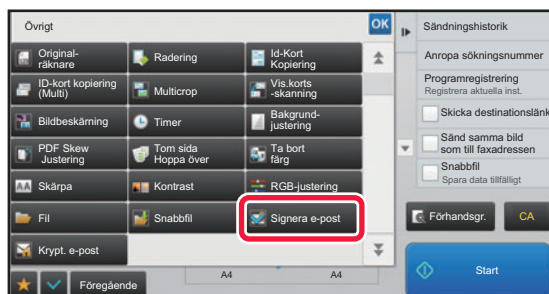 Övrigt
OK
Original-
räknare
Radering
Id-Kort
Kopiering
ID-kort kopiering
(Multi)
Multicrop
Vis.korts
-skanning
Bildbeskärning
Timer
Bakgrund-
justering
PDF Skew
Justering
Tom sida
Hoppa över
Ta bort
färg
Skärpa
Kontrast
RGB-justering
Fil
Snabbfil
Signera e-post
Krypt. e-post
Föregående
A4
A4
Sändningshistorik
Anropa sökningsnummer
Programregistrering
Registrera aktuella inst.
Skicka destinationslänk
Sänd samma bild
som till faxadressen
Snabbfil
Spara data tillfälligt
Förhandsgr.
CA
Start